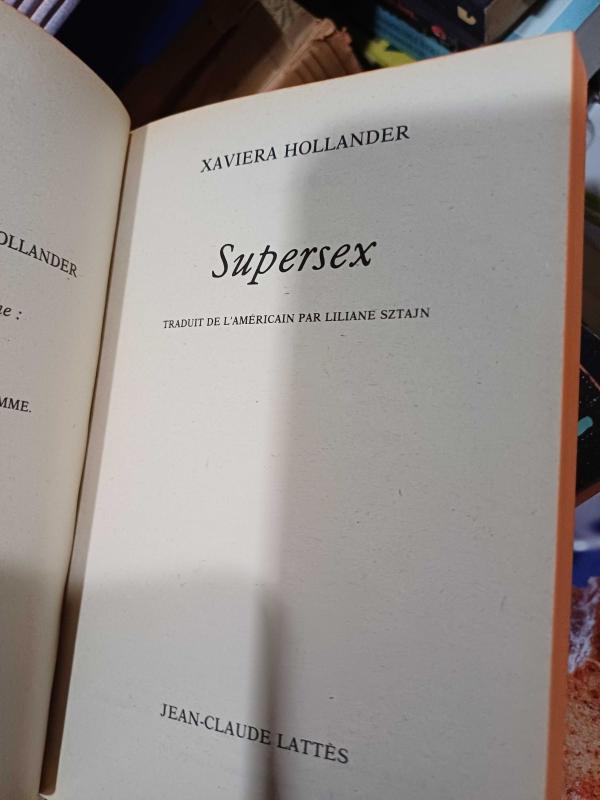 OLLANDER
MME.
XAVIERA HOLLANDER
Supersex
TRADUIT DE L'AMÉRICAIN PAR LILIANE SZTAJN
JEAN-CLAUDE LATTÈS